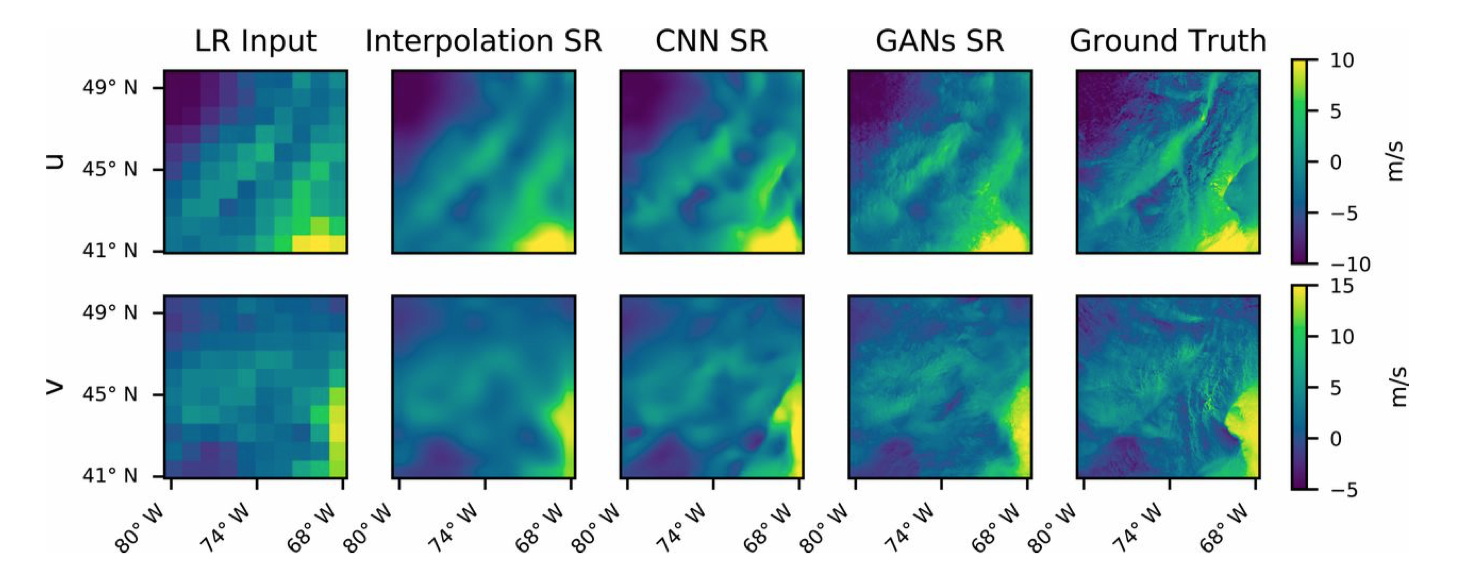 LR Input Interpolation SR CNN SR GANs SR Ground Truth
u
49° N
45° N
41° N
10
5
0
−5
−10
m/s
v
49° N
45° N
41° N
15
10
5
0
−5
m/s
80° W 74° W 68° W 80° W 74° W 68° W 80° W 74° W 68° W 80° W 74° W 68° W 80° W 74° W 68° W